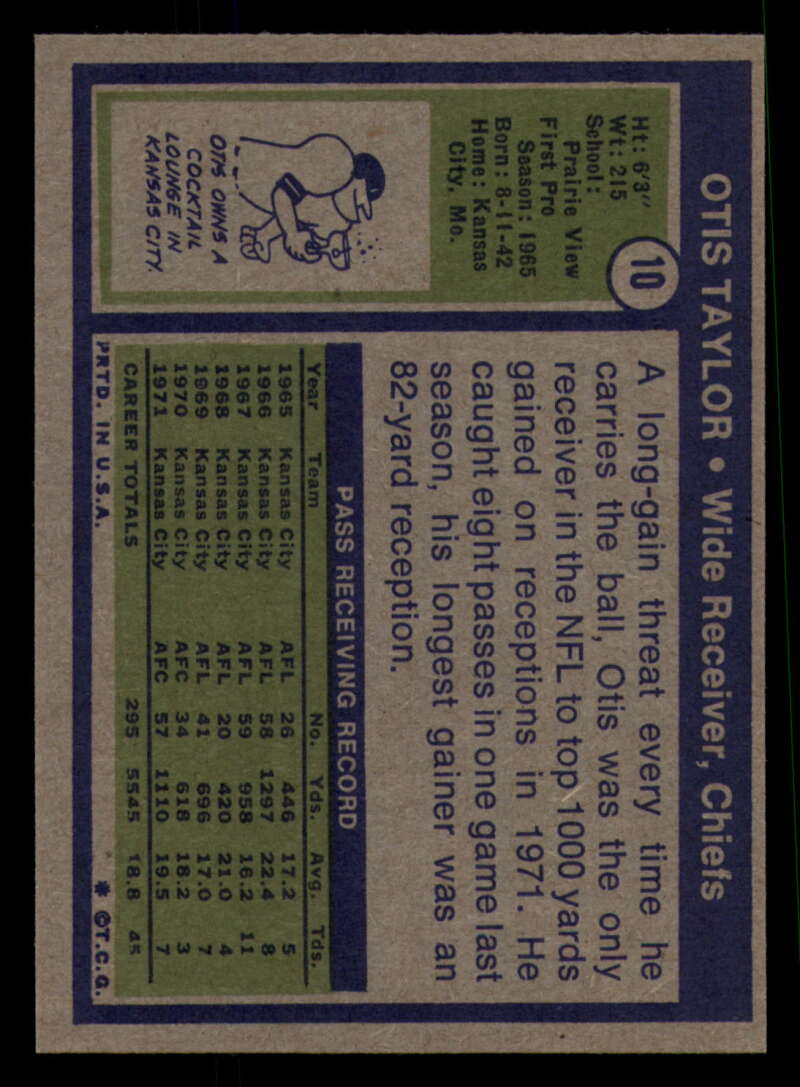 OTIS TAYLOR • Wide Receiver, Chiefs
10
Ht: 6'3"
Wt: 215
School:
Prairie View
First Pro
Season: 1965
Born: 8-11-42
Home: Kansas
City, Mo.
OTIS OWNS A
COCKTAIL
LOUNGE IN
KANSAS CITY.
A long-gain threat every time he
carries the ball, Otis was the only
receiver in the NFL to top 1000 yards
gained on receptions in 1971. He
caught eight passes in one game last
season, his longest gainer was an
82-yard reception.
PASS RECEIVING RECORD
Year Team No. Yds. Avg. Tds.
1965 Kansas City AFL 26 446 17.2 5
1966 Kansas City AFL 58 1297 22.4 8
1967 Kansas City AFL 59 958 16.2 11
1968 Kansas City AFL 20 420 21.0 4
1969 Kansas City AFL 41 696 17.0 7
1970 Kansas City AFC 34 618 18.2 3
1971 Kansas City AFC 57 1110 19.5 7
CAREER TOTALS 295 5545 18.8 45
PRTD. IN U.S.A. * ©T.C.G.